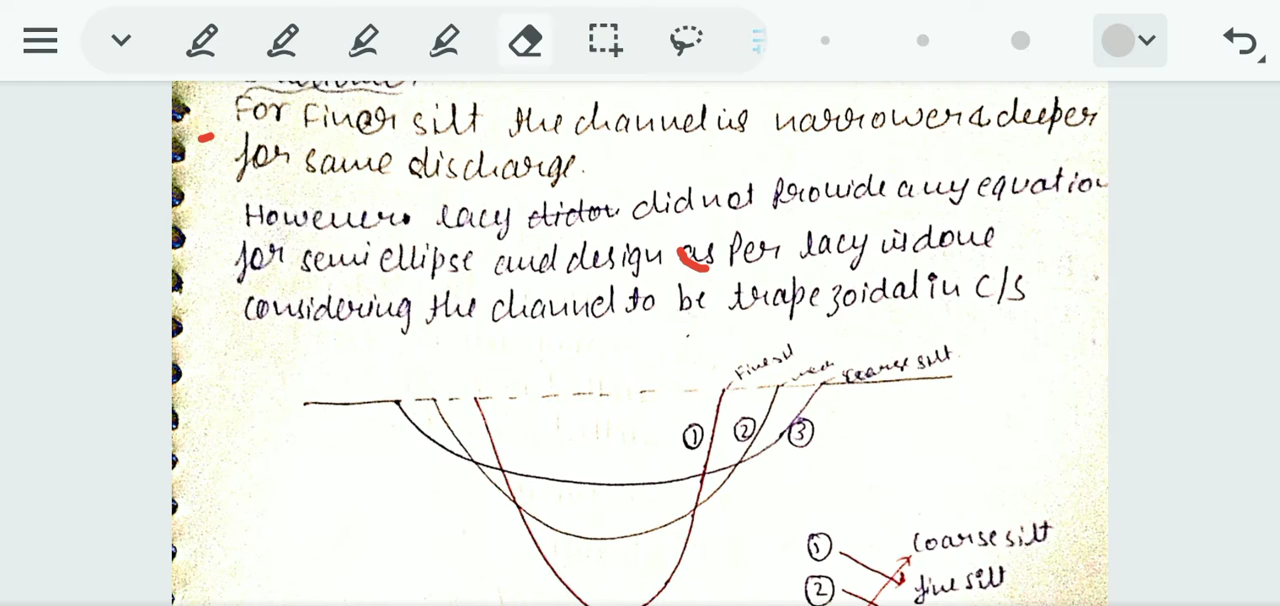 For Finer silt the channel is narrower & deeper
for same discharge.
However lacy did not Provide any equation
for semi ellipse and design as Per lacy is done
considering the channel to be trapezoidal in c/s
Fine silt
coarse silt
① ② ③
① coarse silt
② fine silt